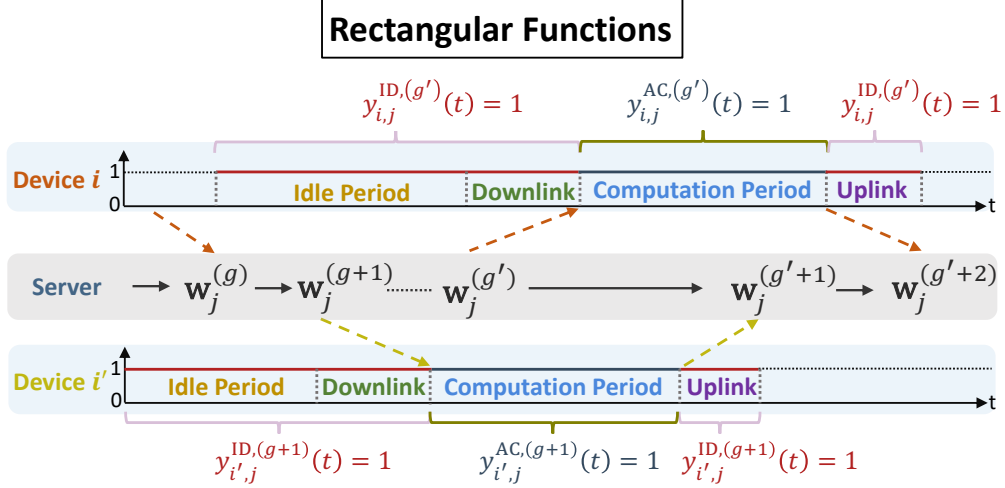 Rectangular Functions
y_{i,j}^{ID,(g′)}(t) = 1 y_{i,j}^{AC,(g′)}(t) = 1 y_{i,j}^{ID,(g′)}(t) = 1
Device i 1 Idle Period Downlink Computation Period Uplink
0 t
Server w_j^{(g)} w_j^{(g+1)} w_j^{(g′)} w_j^{(g′+1)} w_j^{(g′+2)}
Device i′ 1 Idle Period Downlink Computation Period Uplink
0 t
y_{i′,j}^{ID,(g+1)}(t) = 1 y_{i′,j}^{AC,(g+1)}(t) = 1 y_{i′,j}^{ID,(g+1)}(t) = 1